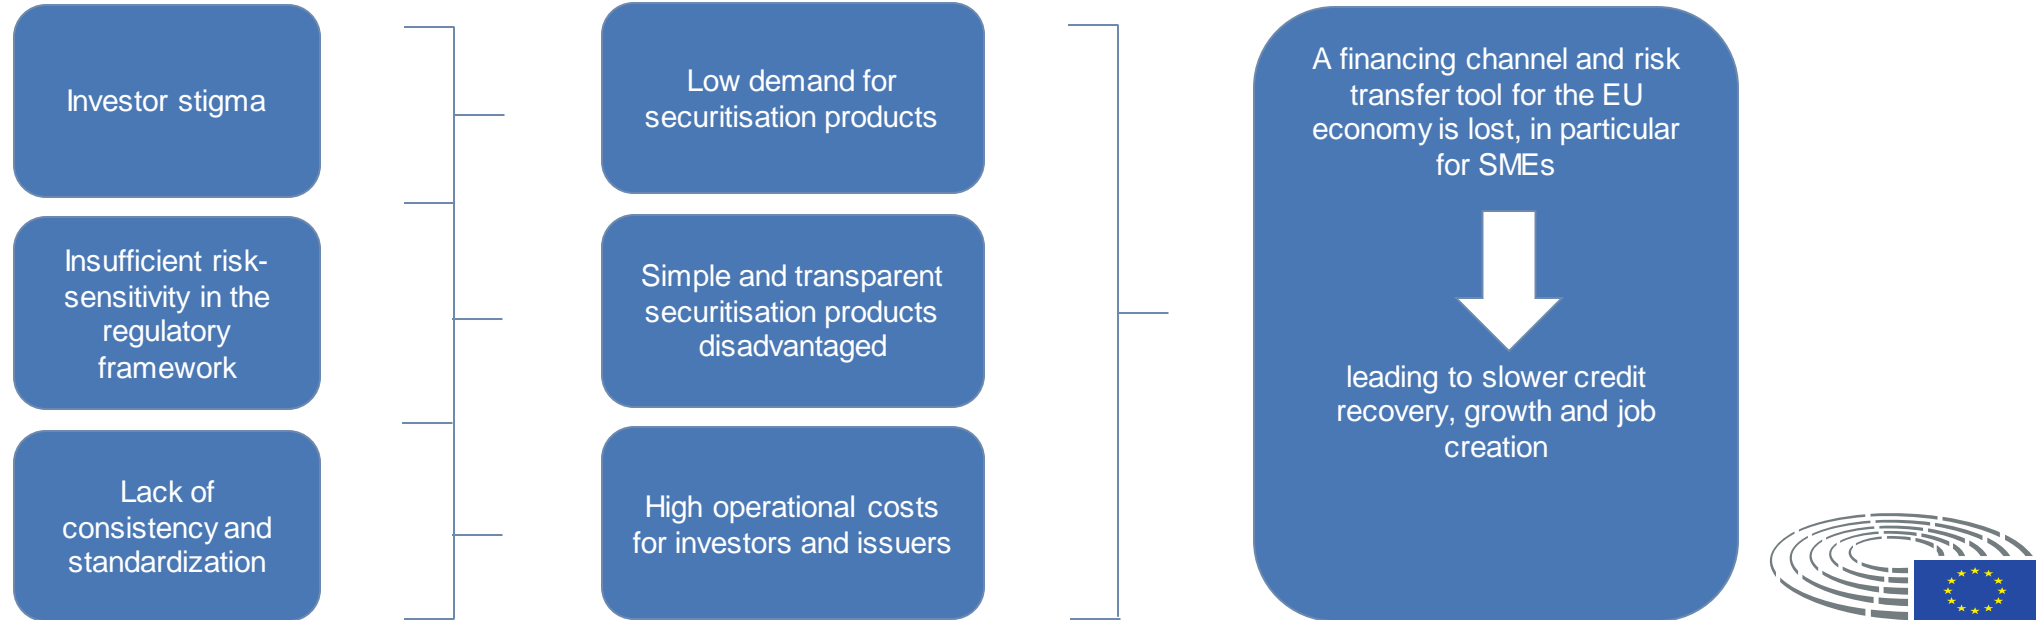 Investor stigma
Insufficient risk-
sensitivity in the
regulatory
framework
Lack of
consistency and
standardization
Low demand for
securitisation products
Simple and transparent
securitisation products
disadvantaged
High operational costs
for investors and issuers
A financing channel and risk
transfer tool for the EU
economy is lost, in particular
for SMEs
leading to slower credit
recovery, growth and job
creation